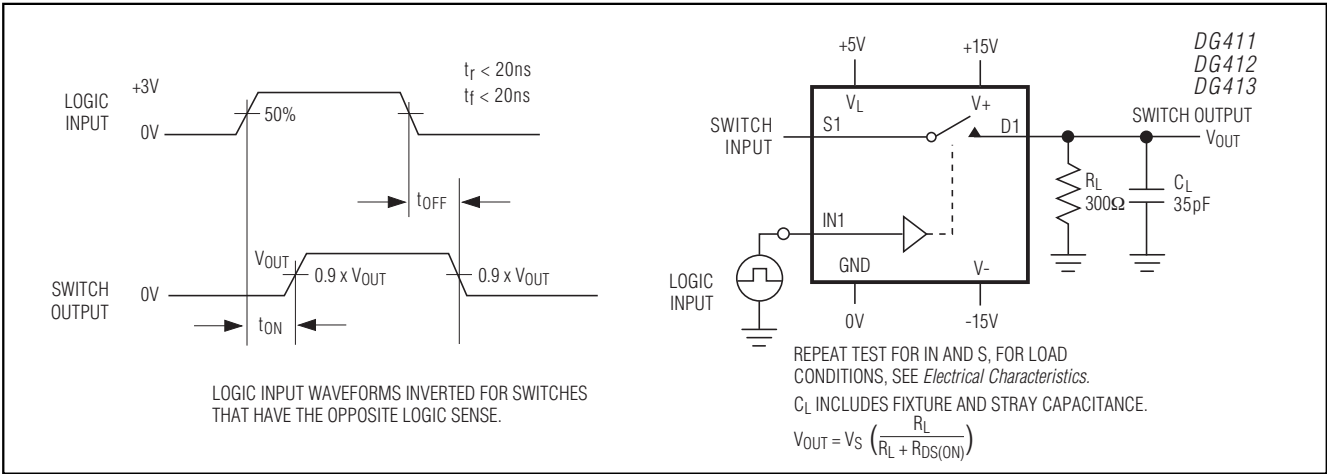 LOGIC
INPUT
+3V
0V
50%
tr < 20ns
tf < 20ns
tOFF
SWITCH
OUTPUT
0V
VOUT
0.9 x VOUT
0.9 x VOUT
tON
LOGIC INPUT WAVEFORMS INVERTED FOR SWITCHES
THAT HAVE THE OPPOSITE LOGIC SENSE.
DG411
DG412
DG413
+5V
+15V
VL
V+
SWITCH
INPUT
S1
D1
SWITCH OUTPUT
VOUT
RL
300Ω
CL
35pF
IN1
LOGIC
INPUT
GND
V-
0V
-15V
REPEAT TEST FOR IN AND S, FOR LOAD
CONDITIONS, SEE Electrical Characteristics.
CL INCLUDES FIXTURE AND STRAY CAPACITANCE.
VOUT = VS (RL / RL + RDS(ON))